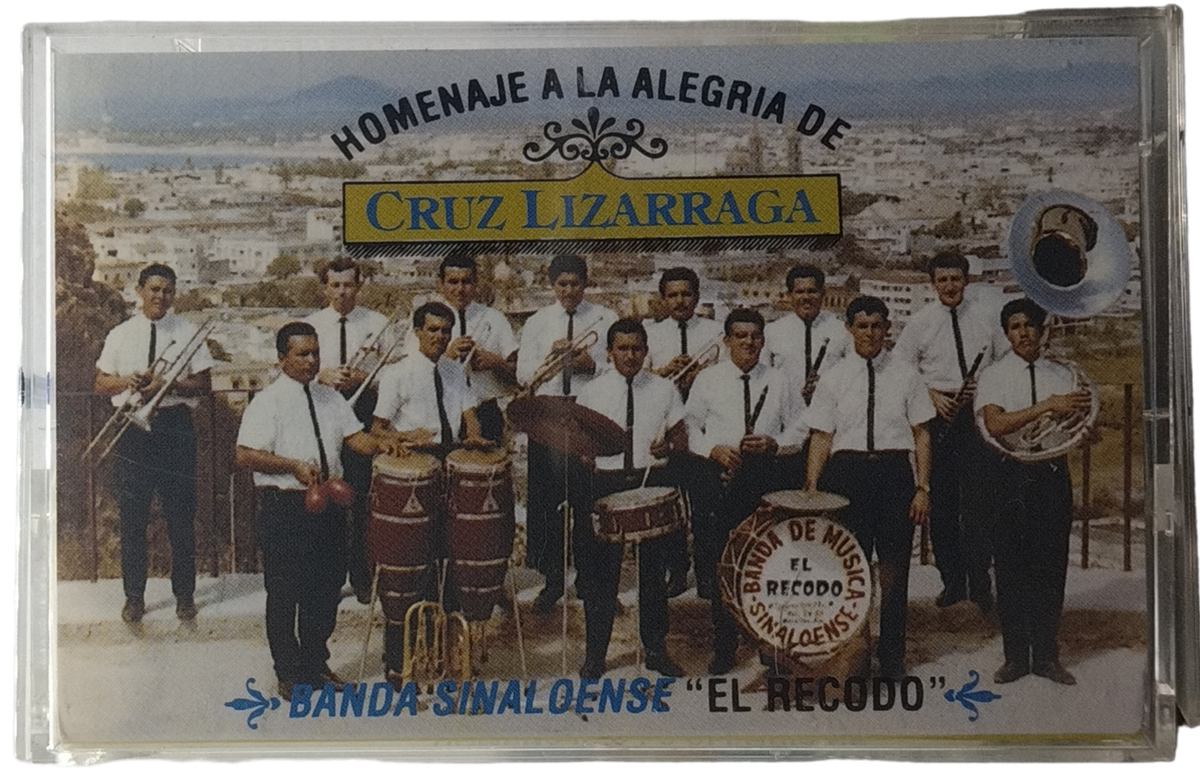 HOMENAJE A LA ALEGRIA DE
CRUZ LIZARRAGA
BANDA DE MUSICA
EL
RECODO
-SINALOENSE-
BANDA SINALOENSE "EL RECODO"